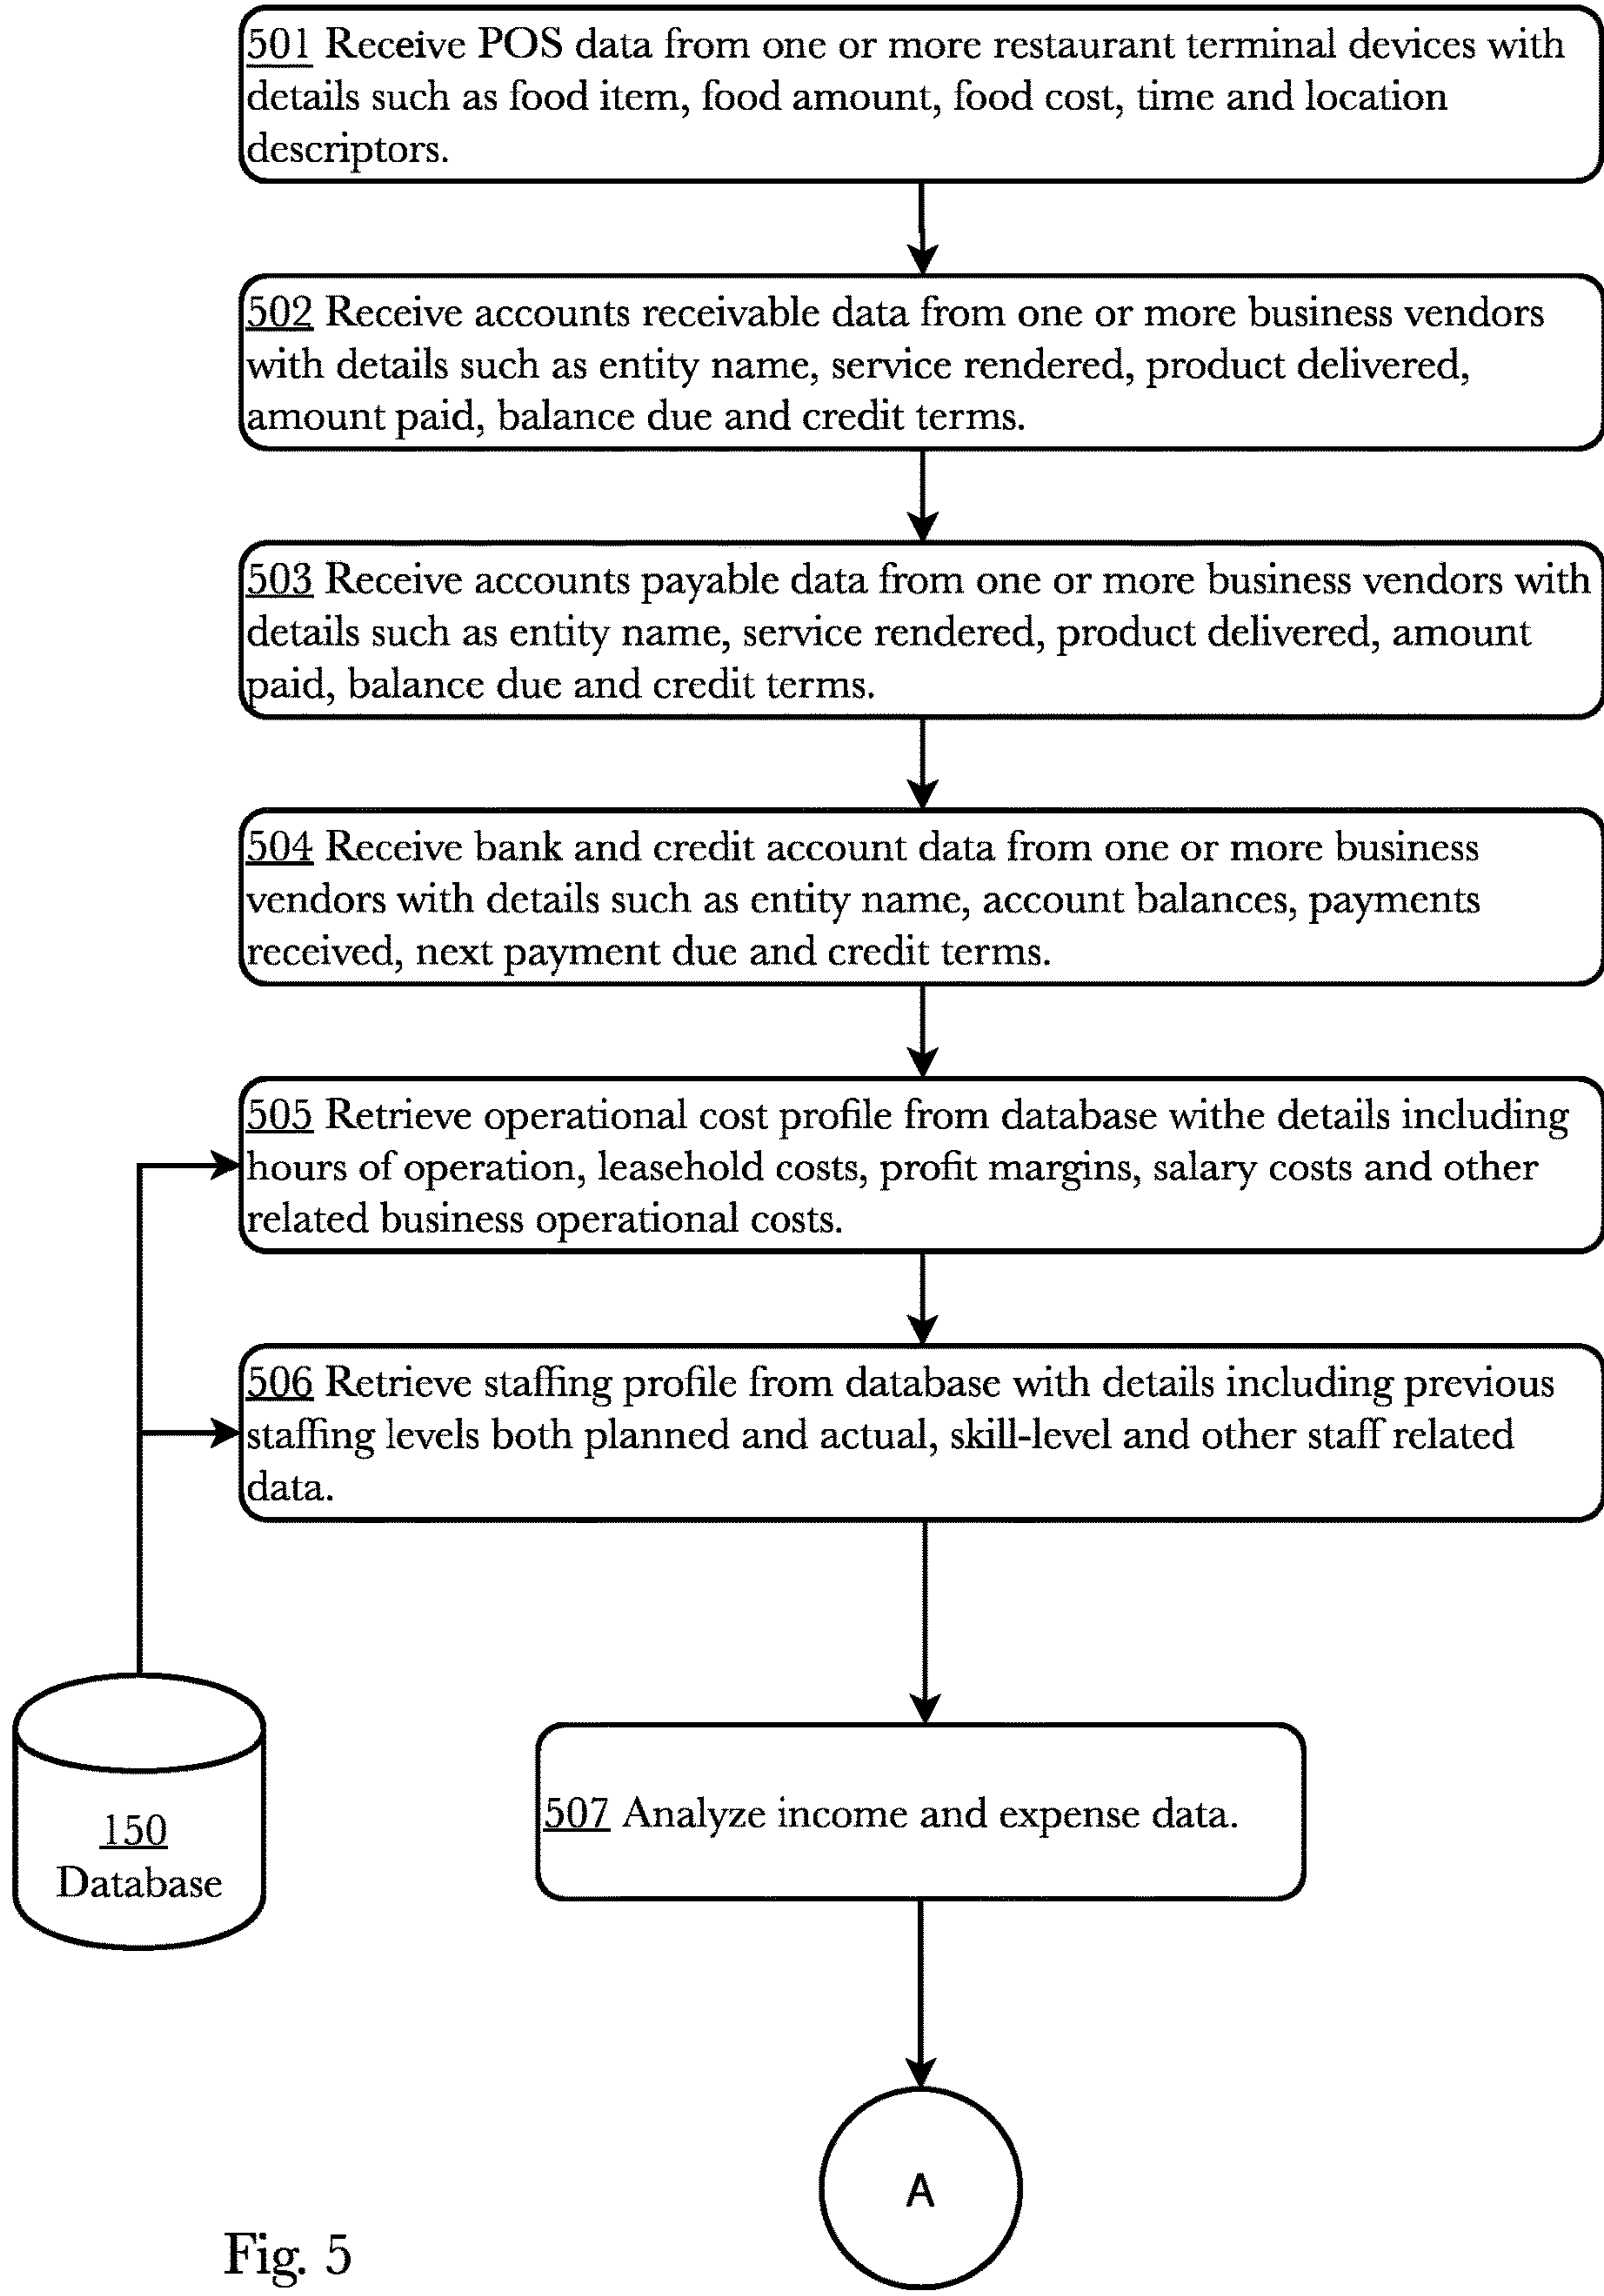 501 Receive POS data from one or more restaurant terminal devices with
details such as food item, food amount, food cost, time and location
descriptors.
502 Receive accounts receivable data from one or more business vendors
with details such as entity name, service rendered, product delivered,
amount paid, balance due and credit terms.
503 Receive accounts payable data from one or more business vendors with
details such as entity name, service rendered, product delivered, amount
paid, balance due and credit terms.
504 Receive bank and credit account data from one or more business
vendors with details such as entity name, account balances, payments
received, next payment due and credit terms.
505 Retrieve operational cost profile from database withe details including
hours of operation, leasehold costs, profit margins, salary costs and other
related business operational costs.
506 Retrieve staffing profile from database with details including previous
staffing levels both planned and actual, skill-level and other staff related
data.
507 Analyze income and expense data.
150
Database
A
Fig. 5